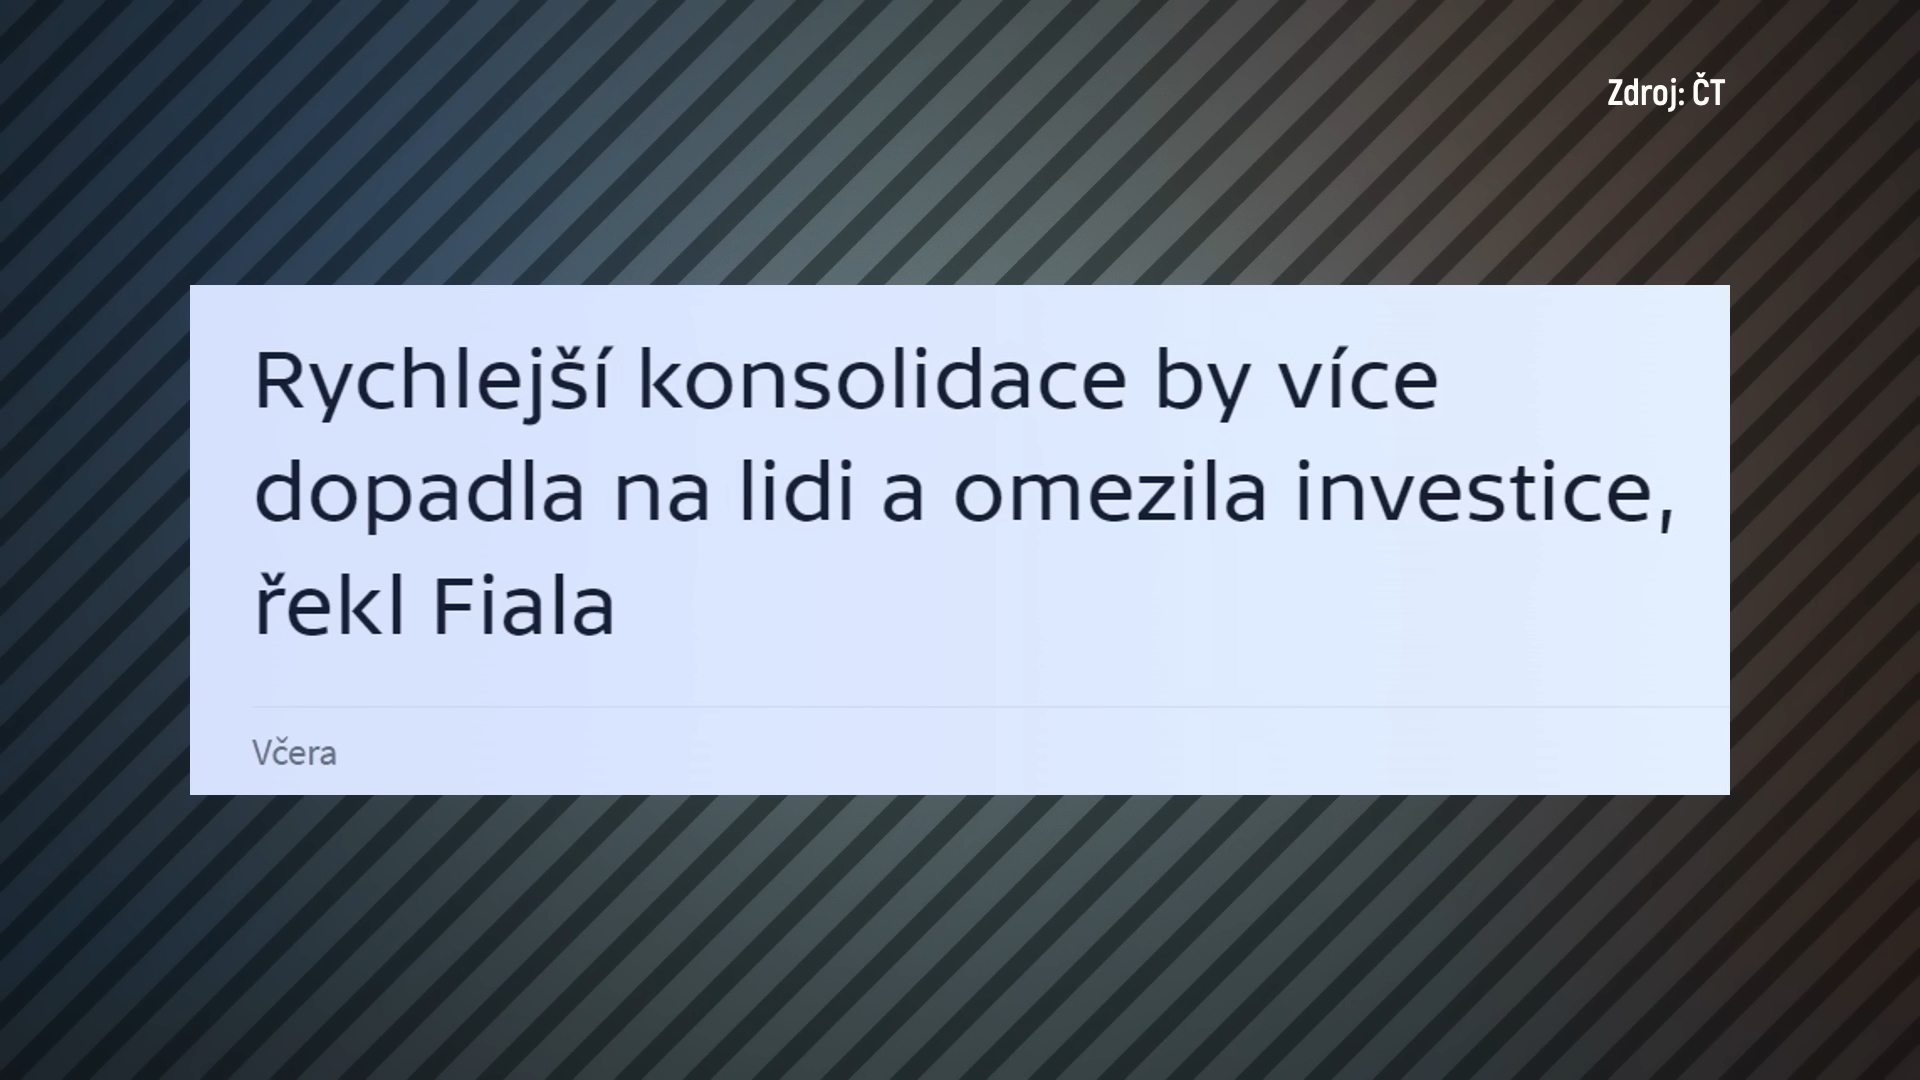 Zdroj: ČT
Rychlejší konsolidace by více
dopadla na lidi a omezila investice,
řekl Fiala
Včera